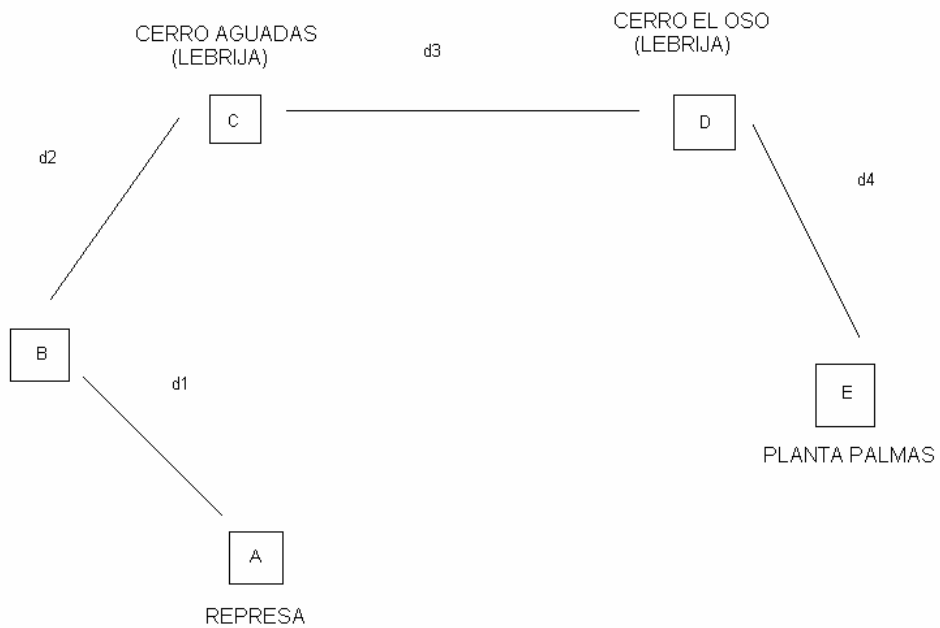 CERRO AGUADAS
(LEBRIJA)
CERRO EL OSO
(LEBRIJA)
d3
C
D
d2
d4
B
d1
E
PLANTA PALMAS
A
REPRESA